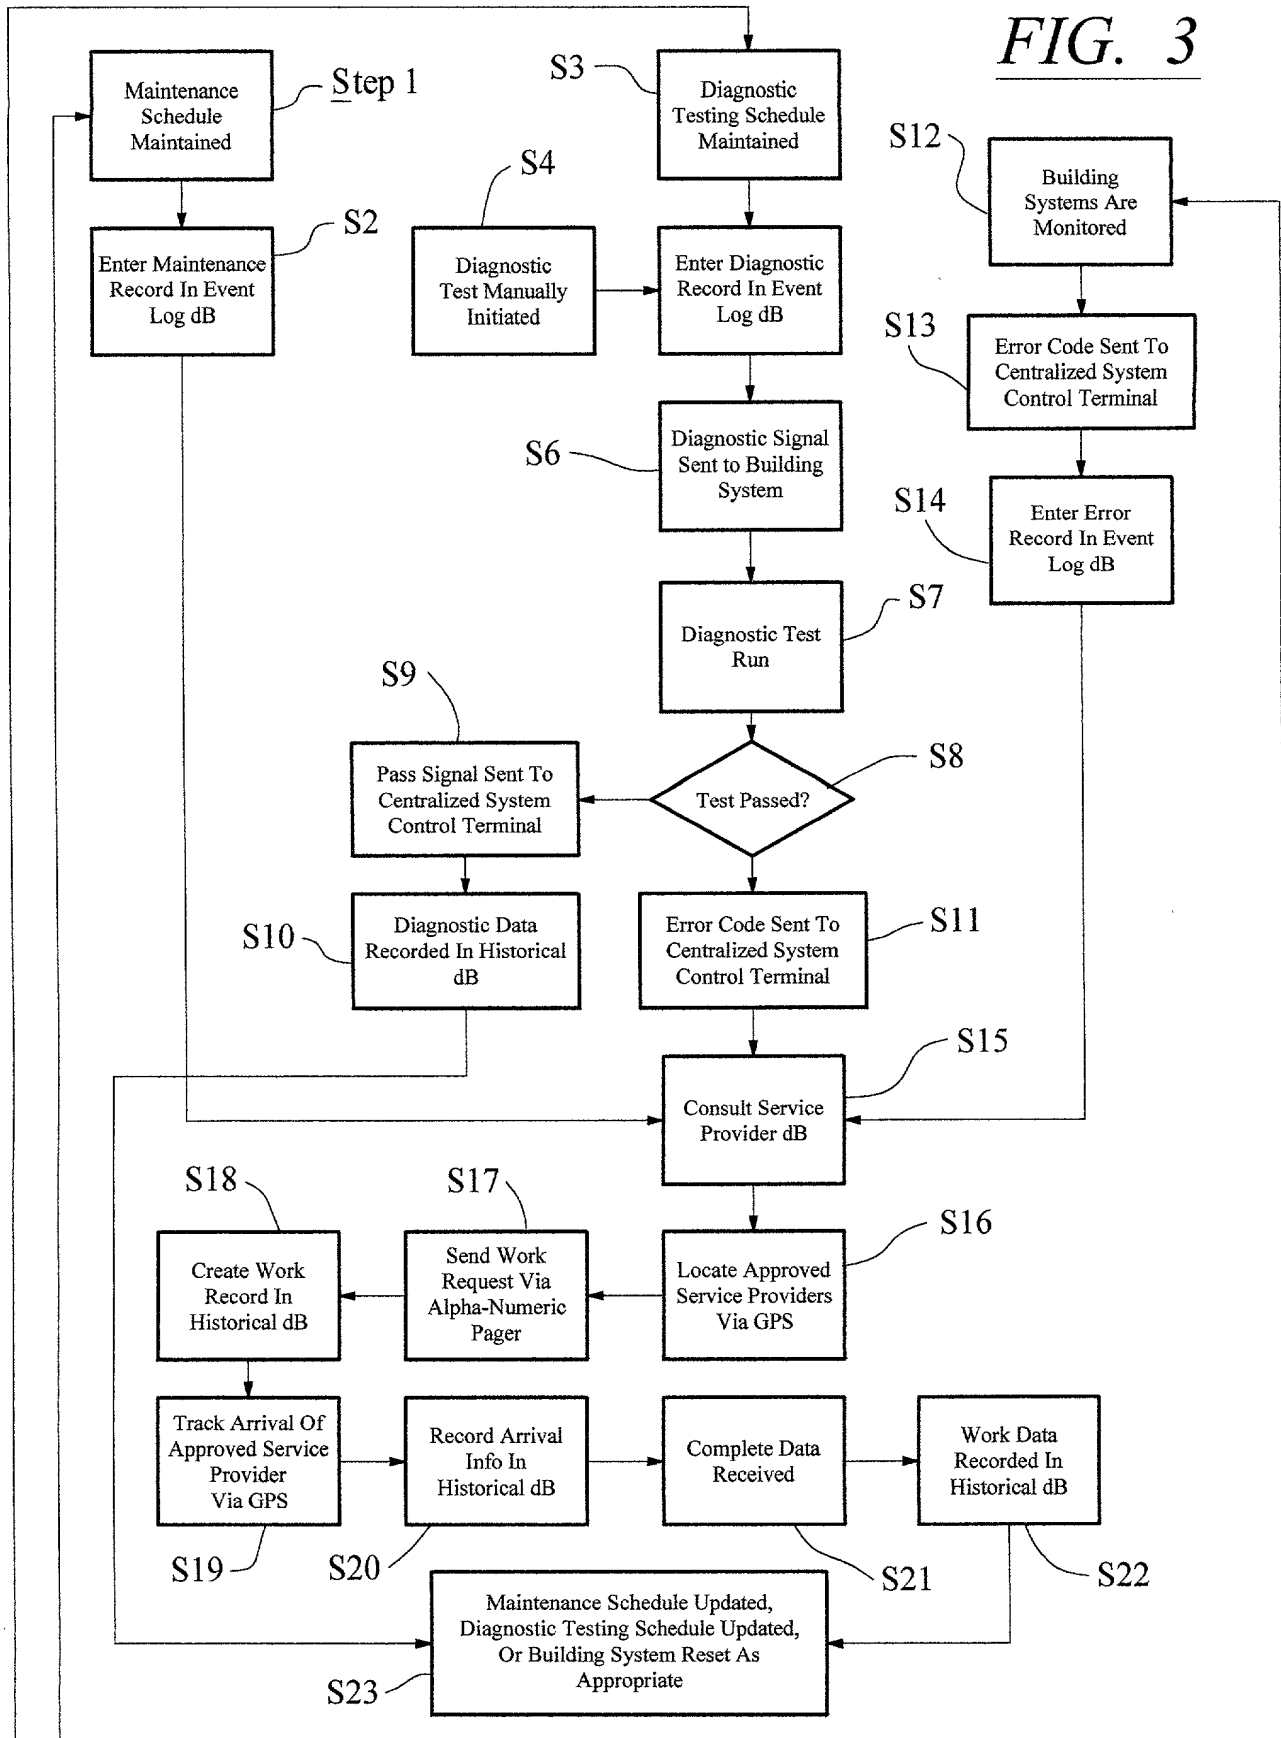 FIG. 3
Maintenance
Schedule
Maintained
Step 1
Enter Maintenance
Record In Event
Log dB
S2
S3
Diagnostic
Testing Schedule
Maintained
S4
Diagnostic
Test Manually
Initiated
Enter Diagnostic
Record In Event
Log dB
S12
Building
Systems Are
Monitored
S13
Error Code Sent To
Centralized System
Control Terminal
S14
Enter Error
Record In Event
Log dB
S6
Diagnostic Signal
Sent to Building
System
S7
Diagnostic Test
Run
S8
Test Passed?
S9
Pass Signal Sent To
Centralized System
Control Terminal
S10
Diagnostic Data
Recorded In Historical
dB
S11
Error Code Sent To
Centralized System
Control Terminal
S15
Consult Service
Provider dB
S16
Locate Approved
Service Providers
Via GPS
S17
Send Work
Request Via
Alpha-Numeric
Pager
S18
Create Work
Record In
Historical dB
Track Arrival Of
Approved Service
Provider
Via GPS
S19
Record Arrival
Info In
Historical dB
S20
Complete Data
Received
S21
Work Data
Recorded In
Historical dB
S22
Maintenance Schedule Updated,
Diagnostic Testing Schedule Updated,
Or Building System Reset As
Appropriate
S23